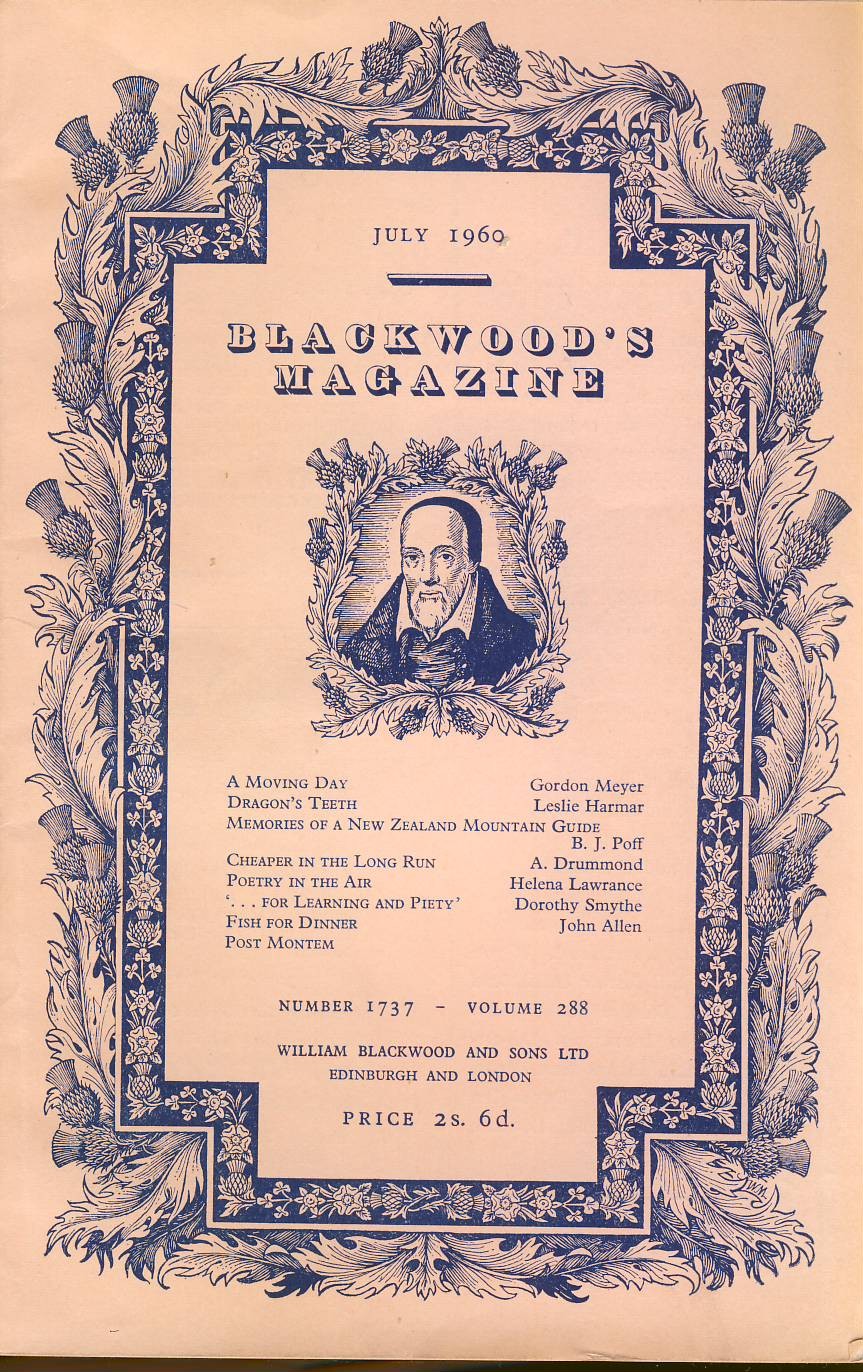 JULY 1960
BLACKWOOD'S
MAGAZINE
A MOVING DAY Gordon Meyer
DRAGON'S TEETH Leslie Harmar
MEMORIES OF A NEW ZEALAND MOUNTAIN GUIDE
B. J. Poff
CHEAPER IN THE LONG RUN A. Drummond
POETRY IN THE AIR Helena Lawrance
'. . . FOR LEARNING AND PIETY' Dorothy Smythe
FISH FOR DINNER John Allen
POST MONTEM
NUMBER 1737 - VOLUME 288
WILLIAM BLACKWOOD AND SONS LTD
EDINBURGH AND LONDON
PRICE 2s. 6d.